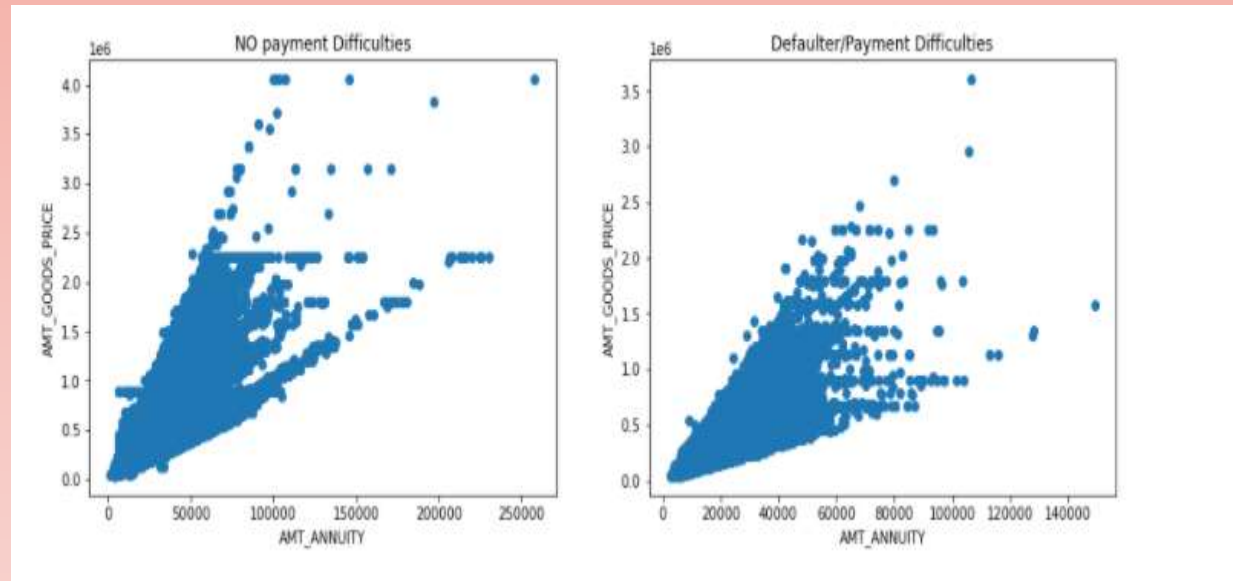 NO payment Difficulties
1e6
4.0
3.5
3.0
2.5
2.0
1.5
1.0
0.5
0.0
AMT_GOODS_PRICE
0 50000 100000 150000 200000 250000
AMT_ANNUITY
Defaulter/Payment Difficulties
1e6
3.5
3.0
2.5
2.0
1.5
1.0
0.5
0.0
AMT_GOODS_PRICE
0 20000 40000 60000 80000 100000 120000 140000
AMT_ANNUITY